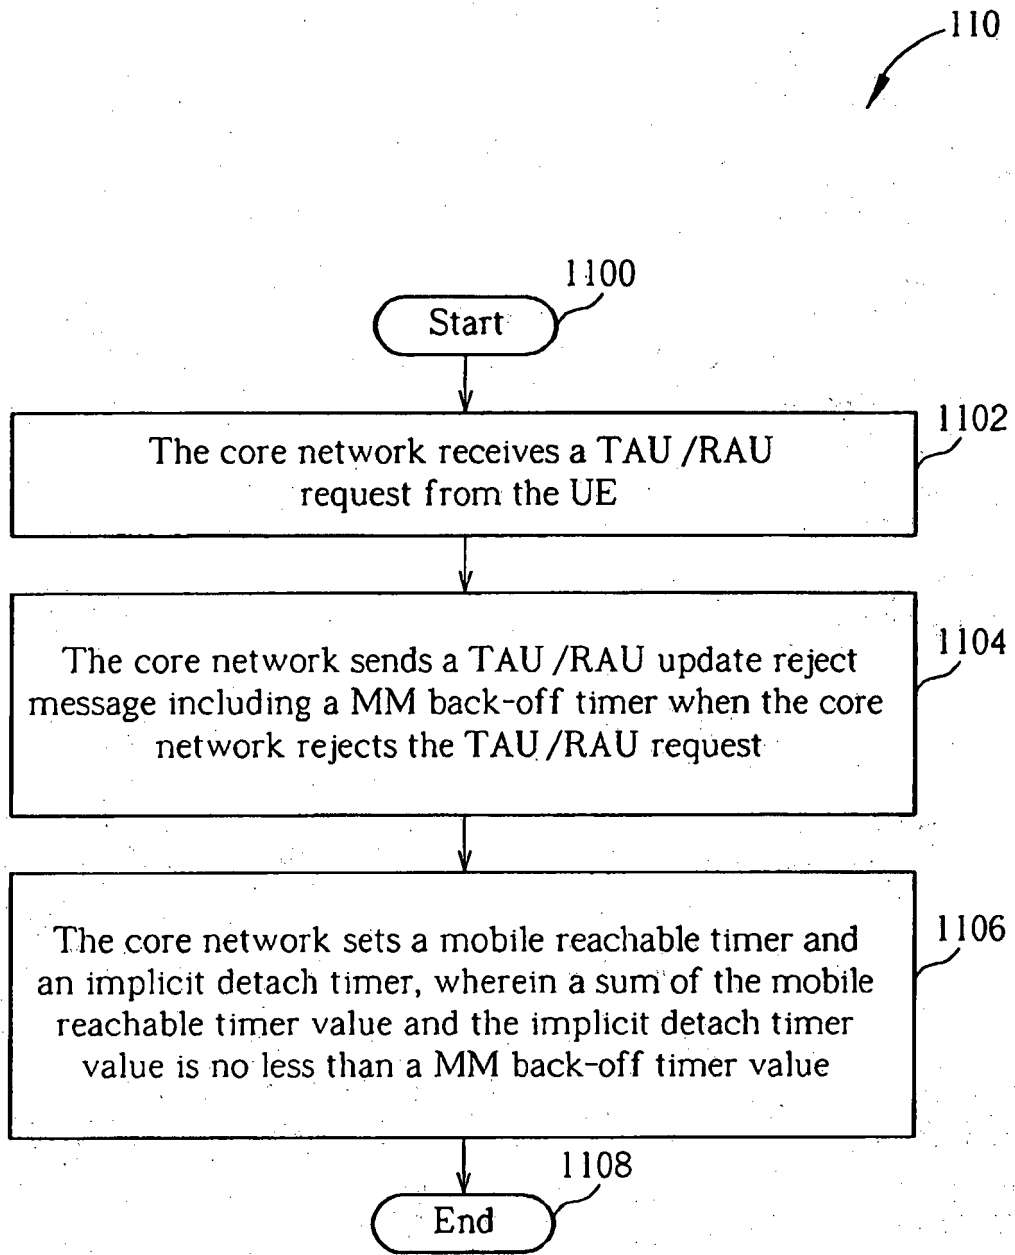 110
1100
Start
1102
The core network receives a TAU/RAU
request from the UE
1104
The core network sends a TAU/RAU update reject
message including a MM back-off timer when the core
network rejects the TAU/RAU request
1106
The core network sets a mobile reachable timer and
an implicit detach timer, wherein a sum of the mobile
reachable timer value and the implicit detach timer
value is no less than a MM back-off timer value
1108
End